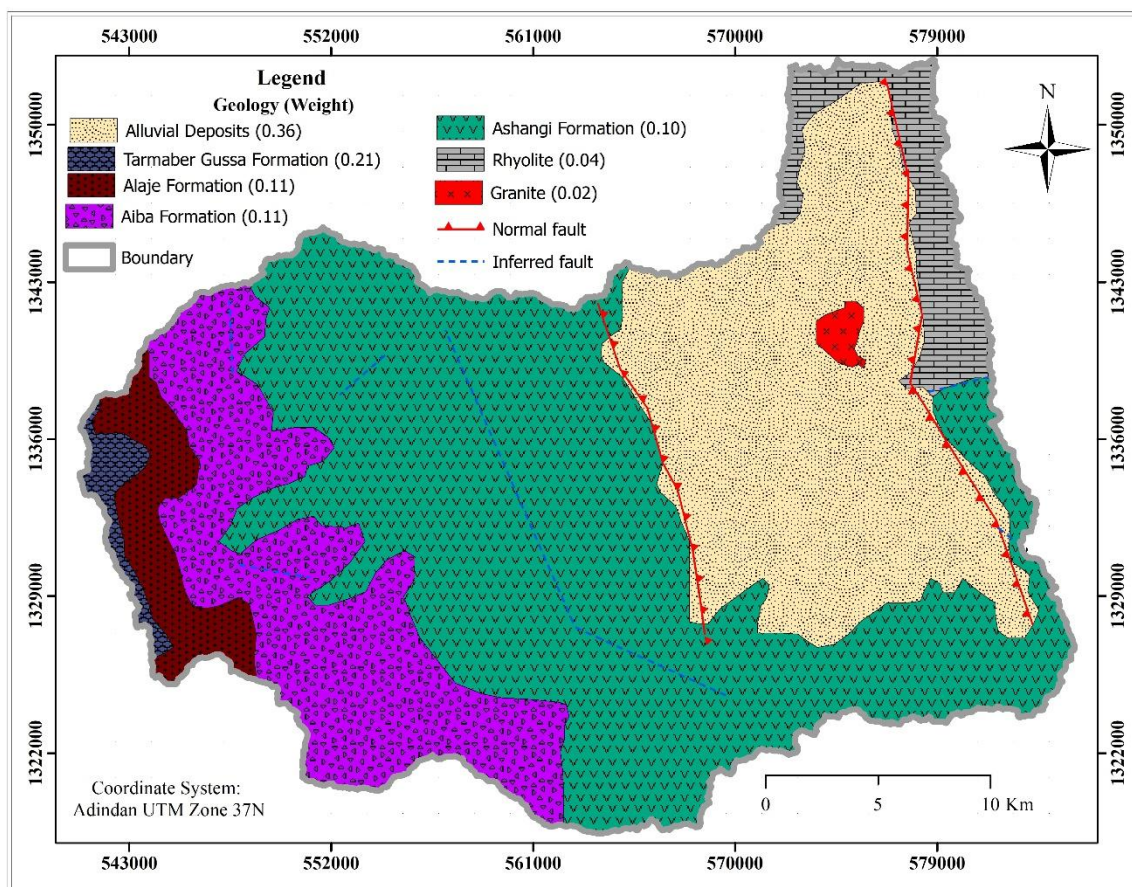 543000 552000 561000 570000 579000
Legend
Geology (Weight)
Alluvial Deposits (0.36)
Tarmaber Gussa Formation (0.21)
Alaje Formation (0.11)
Aiba Formation (0.11)
Boundary
Ashangi Formation (0.10)
Rhyolite (0.04)
Granite (0.02)
Normal fault
Inferred fault
N
1350000
1343000
1336000
1329000
1322000
1350000
1343000
1336000
1329000
1322000
Coordinate System:
Adindan UTM Zone 37N
0 5 10 Km
543000 552000 561000 570000 579000